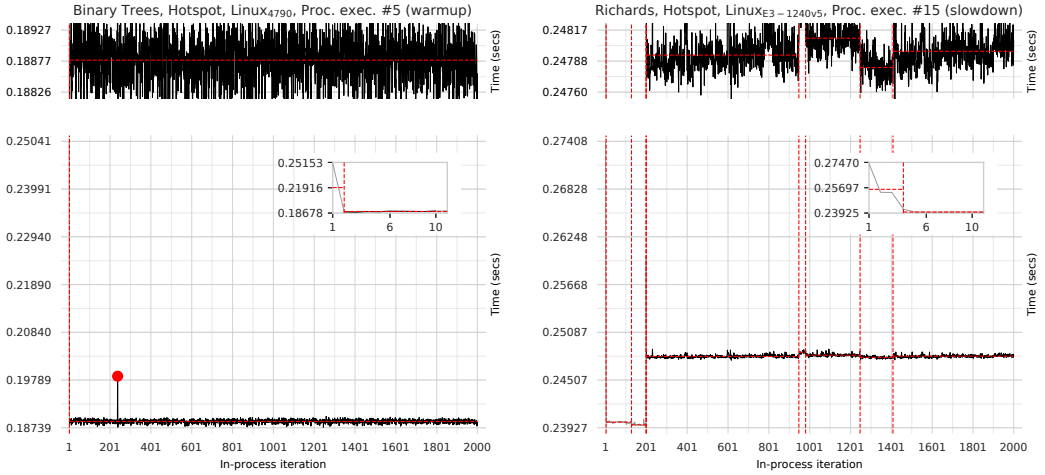 Binary Trees, Hotspot, Linux4790, Proc. exec. #5 (warmup)
0.18927
0.18877
0.18826
Time (secs)
0.25041
0.23991
0.22940
0.21890
0.20840
0.19789
0.18739
Time (secs)
0.25153
0.21916
0.18678
1 6 10
1 201 401 601 801 1001 1201 1401 1601 1801 2000
In-process iteration
Richards, Hotspot, LinuxE3−1240v5, Proc. exec. #15 (slowdown)
0.24817
0.24788
0.24760
Time (secs)
0.27408
0.26828
0.26248
0.25668
0.25087
0.24507
0.23927
Time (secs)
0.27470
0.25697
0.23925
1 6 10
1 201 401 601 801 1001 1201 1401 1601 1801 2000
In-process iteration